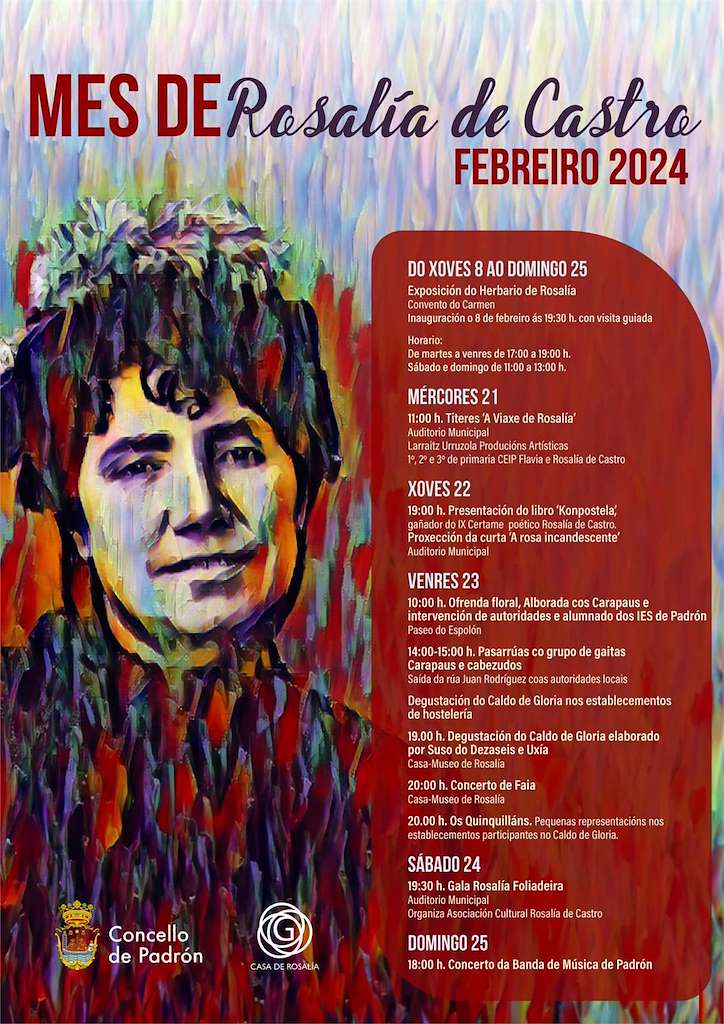 MES DE Rosalía de Castro
FEBREIRO 2024
DO XOVES 8 AO DOMINGO 25
Exposición do Herbario de Rosalía
Convento do Carmen
Inauguración o 8 de febreiro ás 19:30 h. con visita guiada
Horario:
De martes a venres de 17:00 a 19:00 h.
Sábado e domingo de 11:00 a 13:00 h.
MÉRCORES 21
11:00 h. Títeres ‘A Viaxe de Rosalía’
Auditorio Municipal
Larraitz Urruzola Producións Artísticas
1º, 2º e 3º de primaria CEIP Flavia e Rosalía de Castro
XOVES 22
19:00 h. Presentación do libro ‘Konpostela’,
gañador do IX Certame poético Rosalía de Castro.
Proxección da curta ‘A rosa incandescente’
Auditorio Municipal
VENRES 23
10:00 h. Ofrenda floral, Alborada cos Carapaus e
intervención de autoridades e alumnado dos IES de Padrón
Paseo do Espolón
14:00-15:00 h. Pasarrúas co grupo de gaitas
Carapaus e cabezudos
Saída da rúa Juan Rodríguez coas autoridades locais
Degustación do Caldo de Gloria nos establecementos
de hostelería
19.00 h. Degustación do Caldo de Gloria elaborado
por Suso do Dezaseis e Uxía
Casa-Museo de Rosalía
20:00 h. Concerto de Faia
Casa-Museo de Rosalía
20.00 h. Os Quinquilláns. Pequenas representacións nos
establecementos participantes no Caldo de Gloria.
SÁBADO 24
19:30 h. Gala Rosalía Foliadeira
Auditorio Municipal
Organiza Asociación Cultural Rosalía de Castro
DOMINGO 25
18:00 h. Concerto da Banda de Música de Padrón
Concello
de Padrón
G
CASA DE ROSALÍA